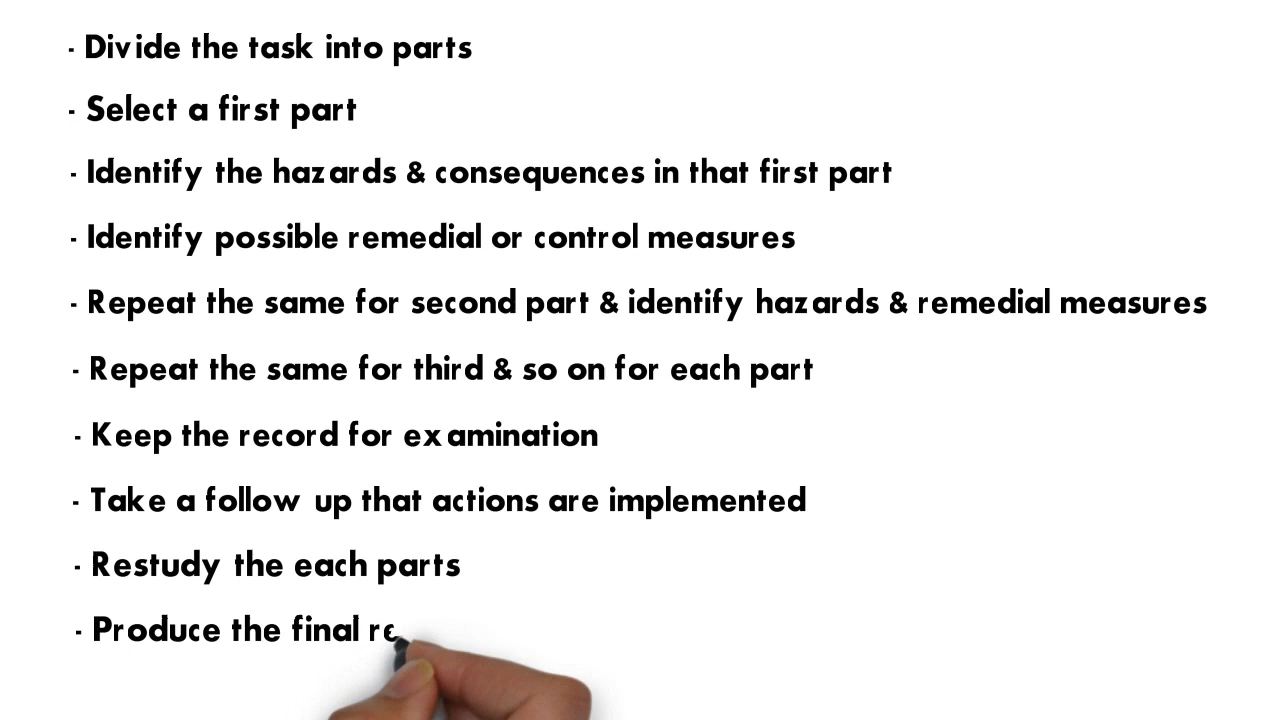 - Divide the task into parts
- Select a first part
- Identify the hazards & consequences in that first part
- Identify possible remedial or control measures
- Repeat the same for second part & identify hazards & remedial measures
- Repeat the same for third & so on for each part
- Keep the record for examination
- Take a follow up that actions are implemented
- Restudy the each parts
- Produce the final